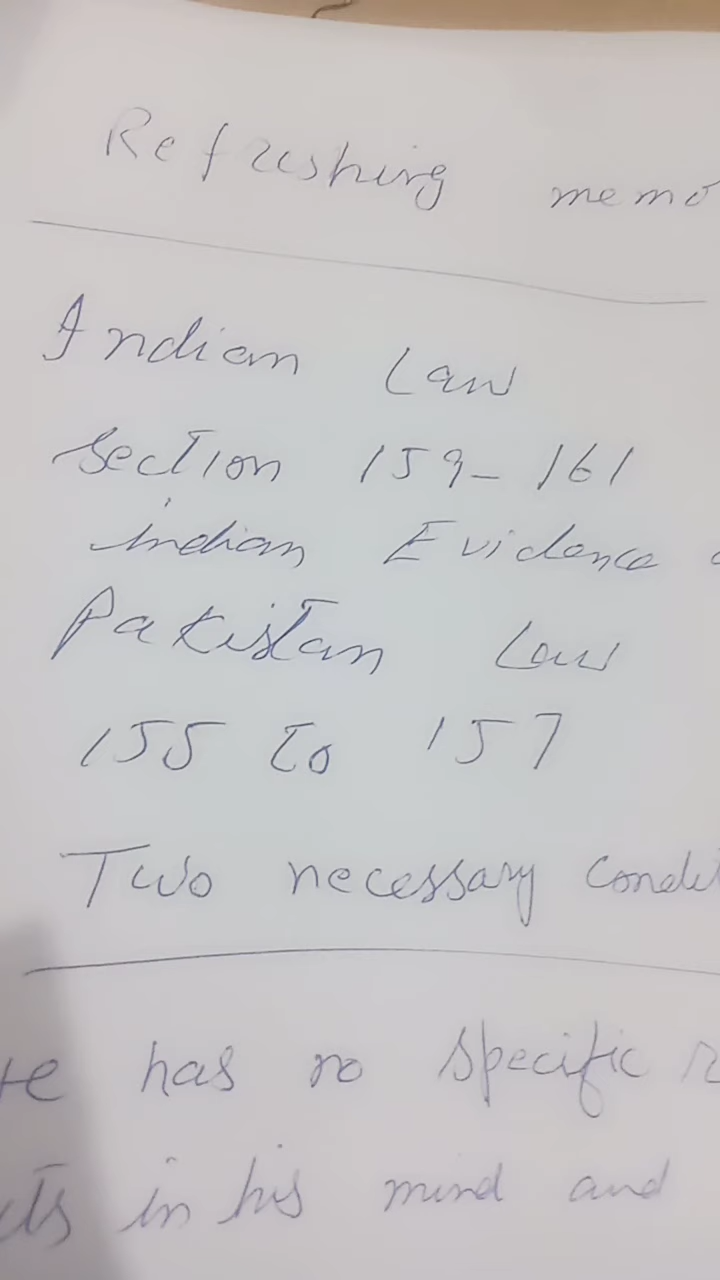 Refreshing memo
Indian Law
Section 159-161
indian Evidence
Pakistan Law
155 to 157
Two necessary condi
has no specific
in his mind and